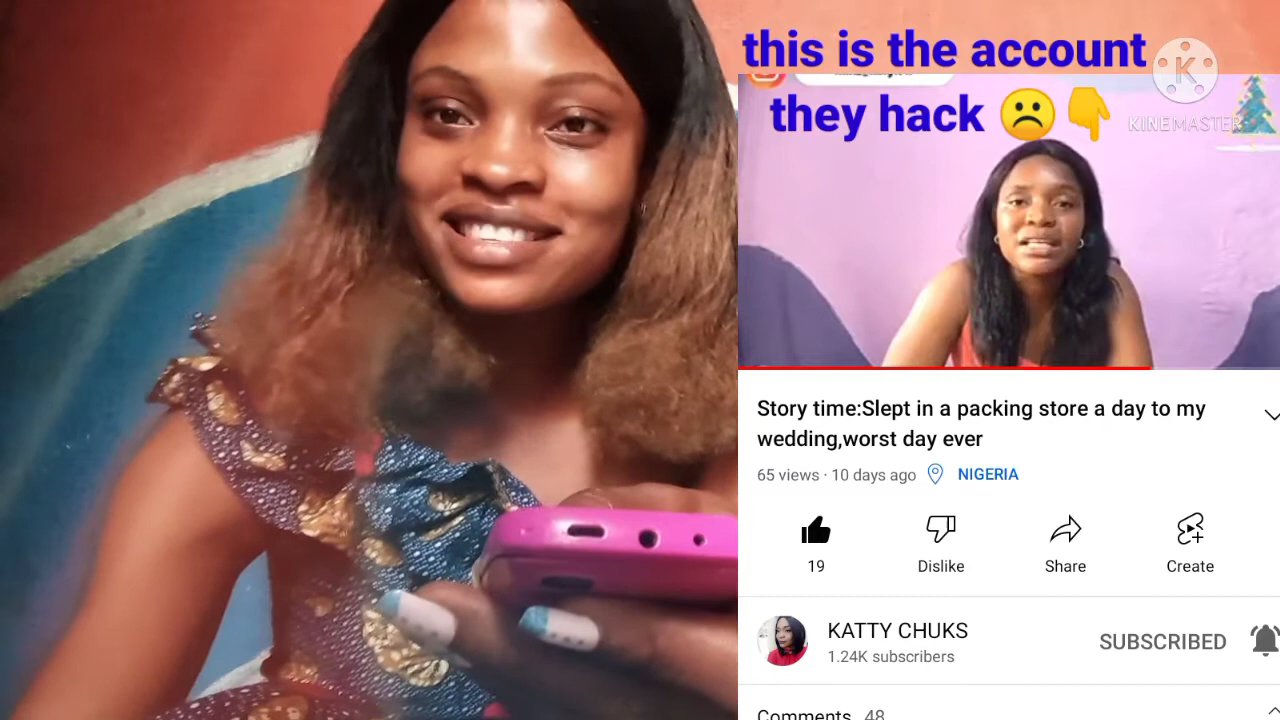 this is the account
they hack ☹️👇
K
KINEMASTER
Story time:Slept in a packing store a day to my
wedding,worst day ever
65 views · 10 days ago NIGERIA
19 Dislike Share Create
KATTY CHUKS
1.24K subscribers
SUBSCRIBED
Comments 48